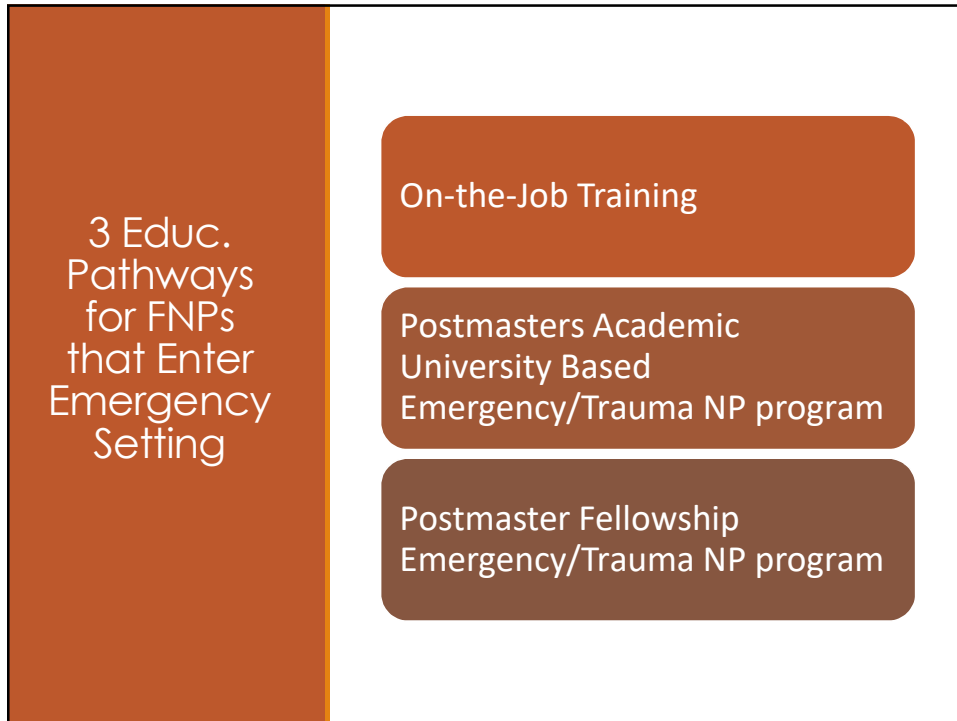 3 Educ.
Pathways
for FNPs
that Enter
Emergency
Setting
On-the-Job Training
Postmasters Academic
University Based
Emergency/Trauma NP program
Postmaster Fellowship
Emergency/Trauma NP program